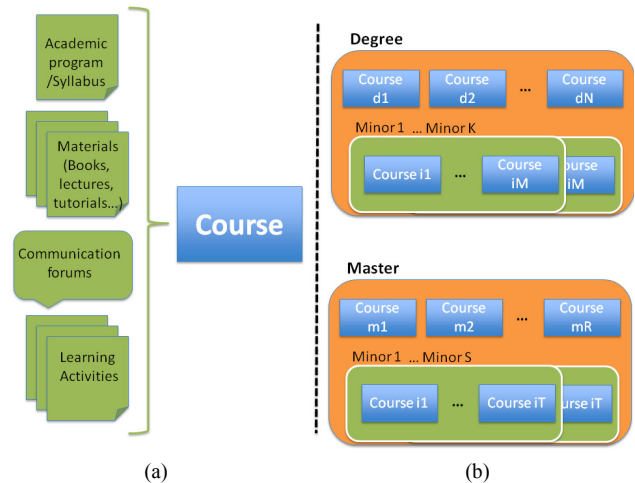 Academic
program
/Syllabus
Materials
(Books,
lectures,
tutorials...)
Communication
forums
Learning
Activities
Course
(a)
Degree
Course
d1
Course
d2
...
Course
dN
Minor 1 ... Minor K
Course i1
...
Course
iM
ourse
iM
Master
Course
m1
Course
m2
...
Course
mR
Minor 1 ... Minor S
Course i1
...
Course iT
urse iT
(b)